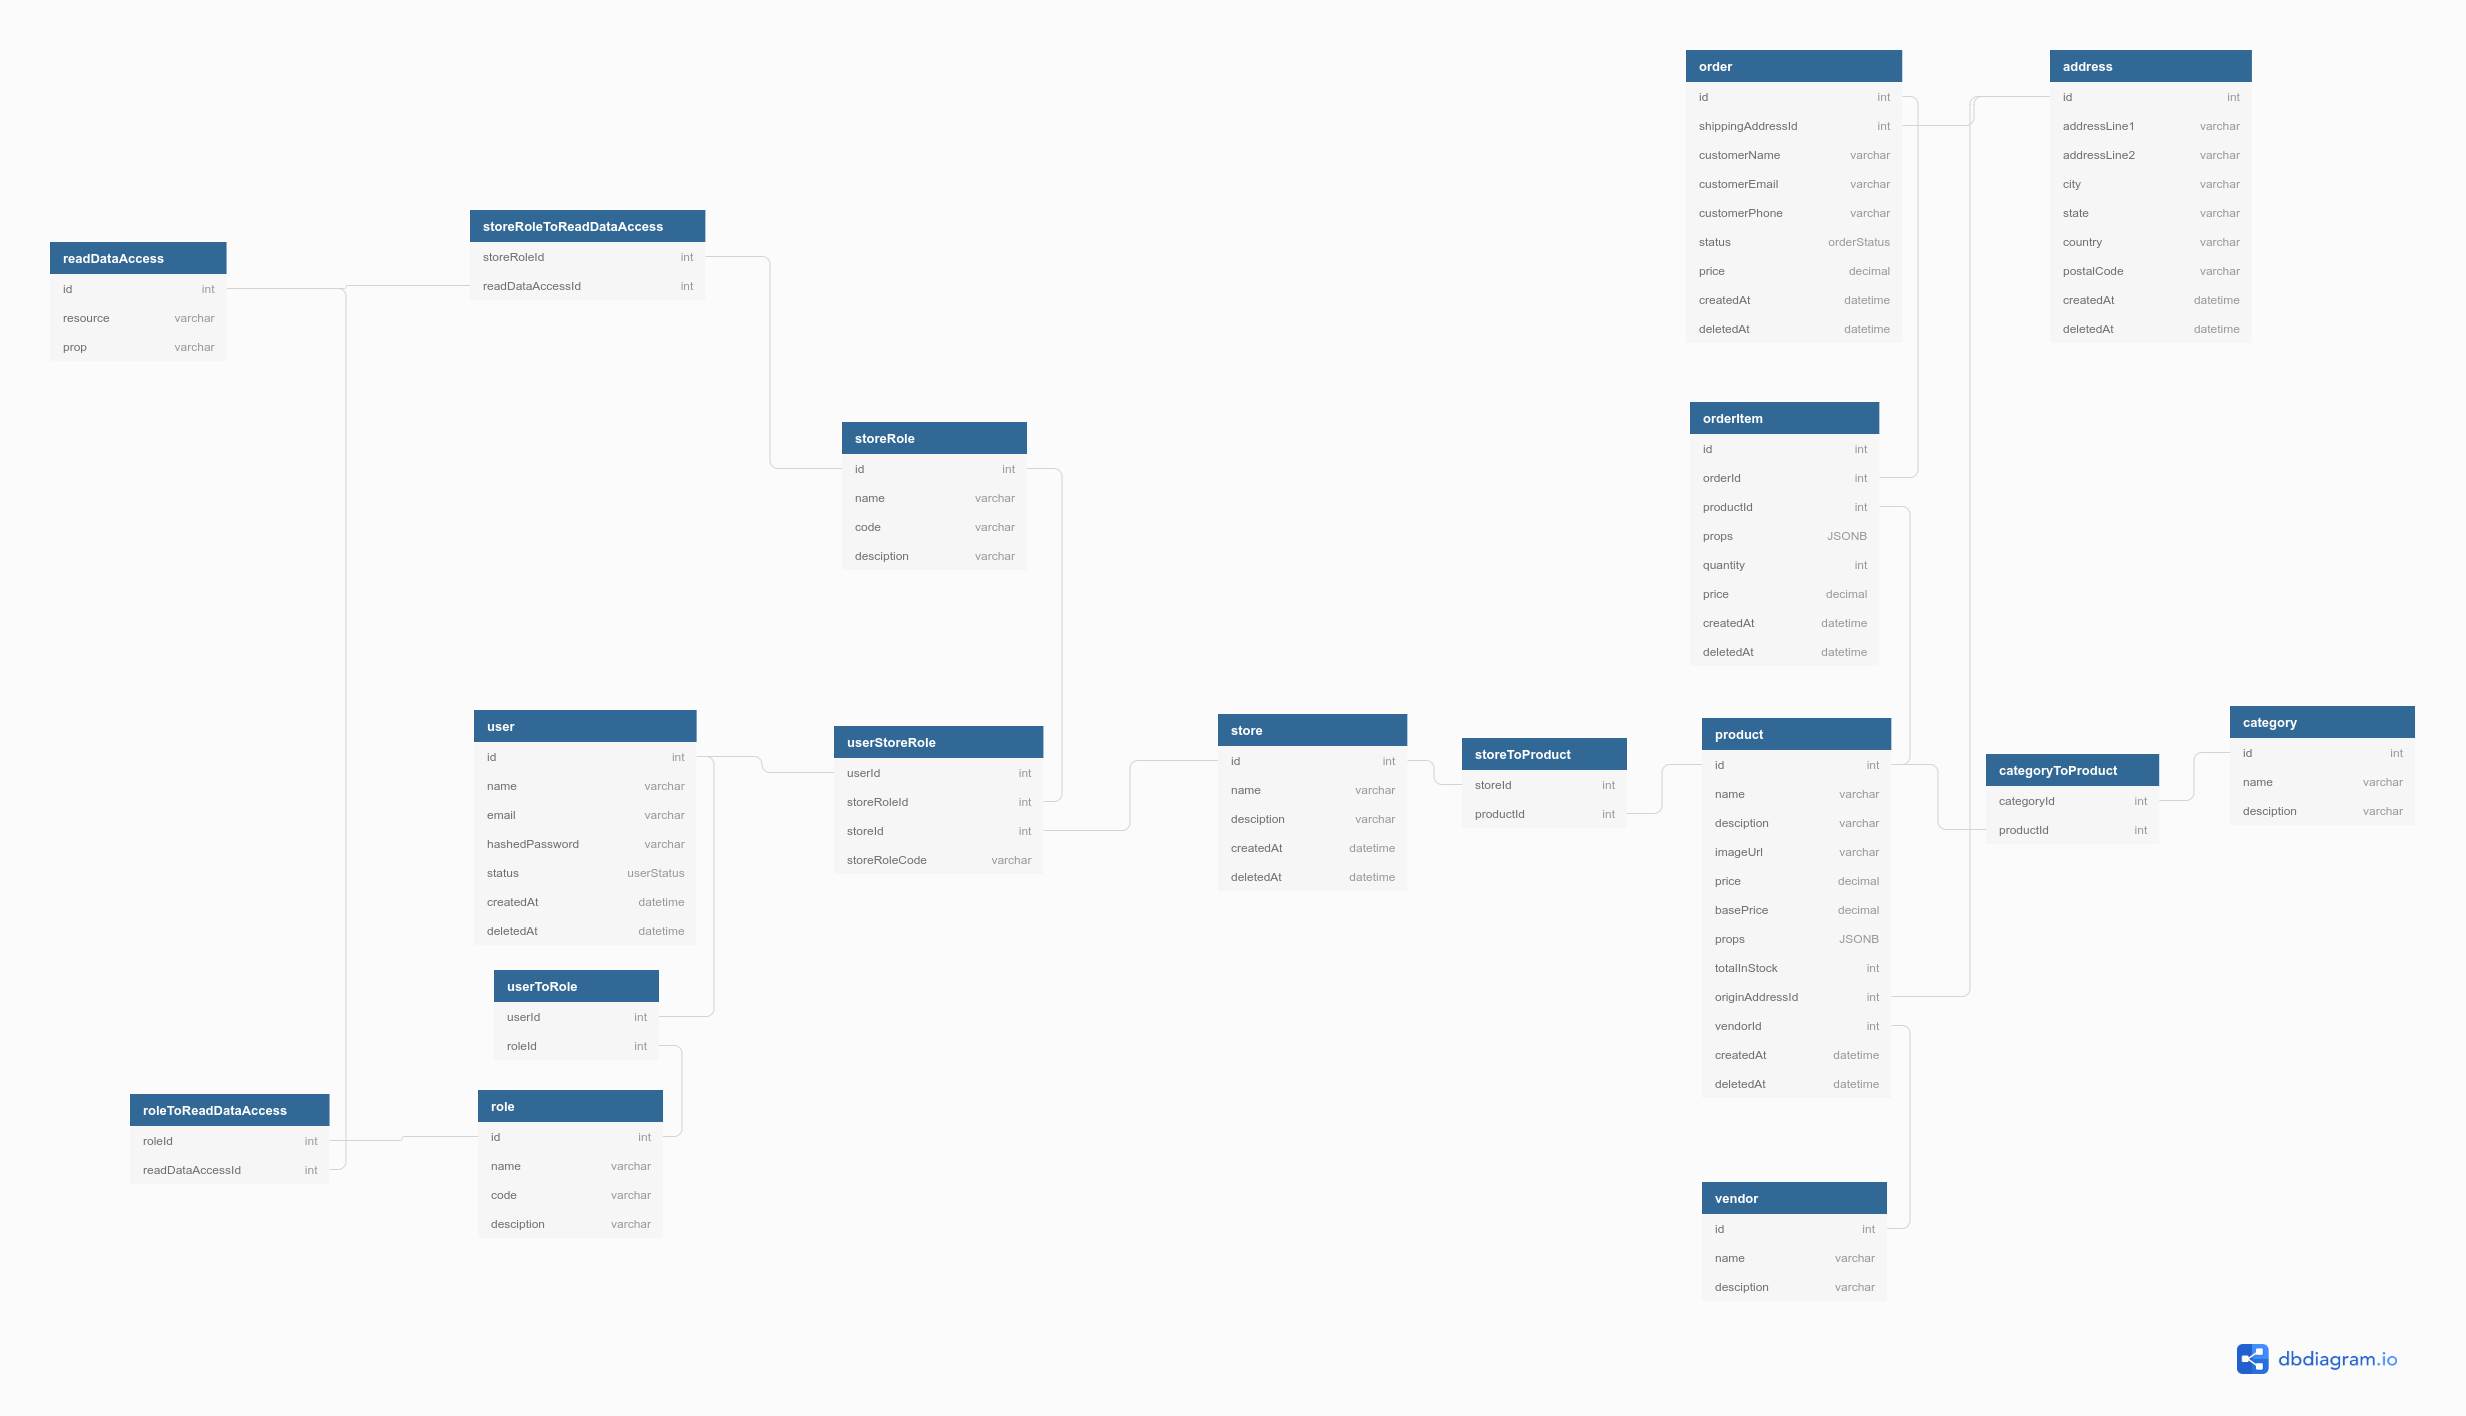 order
id int
shippingAddressId int
customerName varchar
customerEmail varchar
customerPhone varchar
status orderStatus
price decimal
createdAt datetime
deletedAt datetime
address
id int
addressLine1 varchar
addressLine2 varchar
city varchar
state varchar
country varchar
postalCode varchar
createdAt datetime
deletedAt datetime
storeRoleToReadDataAccess
storeRoleId int
readDataAccessId int
readDataAccess
id int
resource varchar
prop varchar
storeRole
id int
name varchar
code varchar
desciption varchar
orderItem
id int
orderId int
productId int
props JSONB
quantity int
price decimal
createdAt datetime
deletedAt datetime
user
id int
name varchar
email varchar
hashedPassword varchar
status userStatus
createdAt datetime
deletedAt datetime
userStoreRole
userId int
storeRoleId int
storeId int
storeRoleCode varchar
store
id int
name varchar
desciption varchar
createdAt datetime
deletedAt datetime
storeToProduct
storeId int
productId int
product
id int
name varchar
desciption varchar
imageUrl varchar
price decimal
basePrice decimal
props JSONB
totalInStock int
originAddressId int
vendorId int
createdAt datetime
deletedAt datetime
categoryToProduct
categoryId int
productId int
category
id int
name varchar
desciption varchar
userToRole
userId int
roleId int
roleToReadDataAccess
roleId int
readDataAccessId int
role
id int
name varchar
code varchar
desciption varchar
vendor
id int
name varchar
desciption varchar
dbdiagram.io